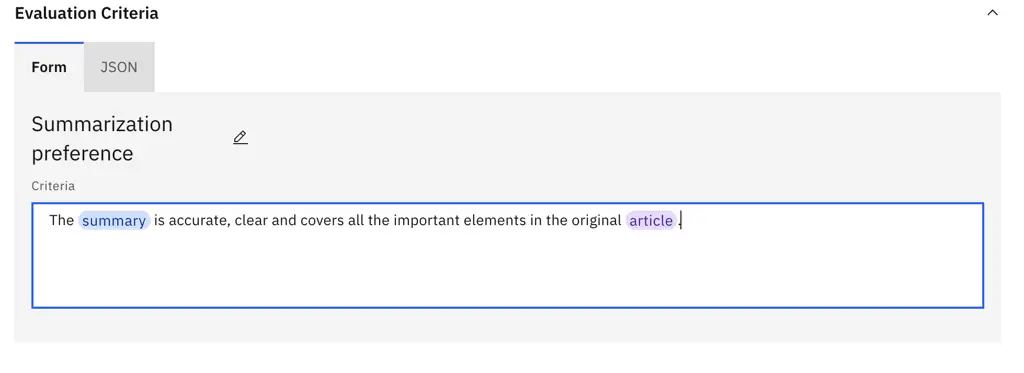 Evaluation Criteria
Form
JSON
Summarization
preference
Criteria
The summary is accurate, clear and covers all the important elements in the original article.